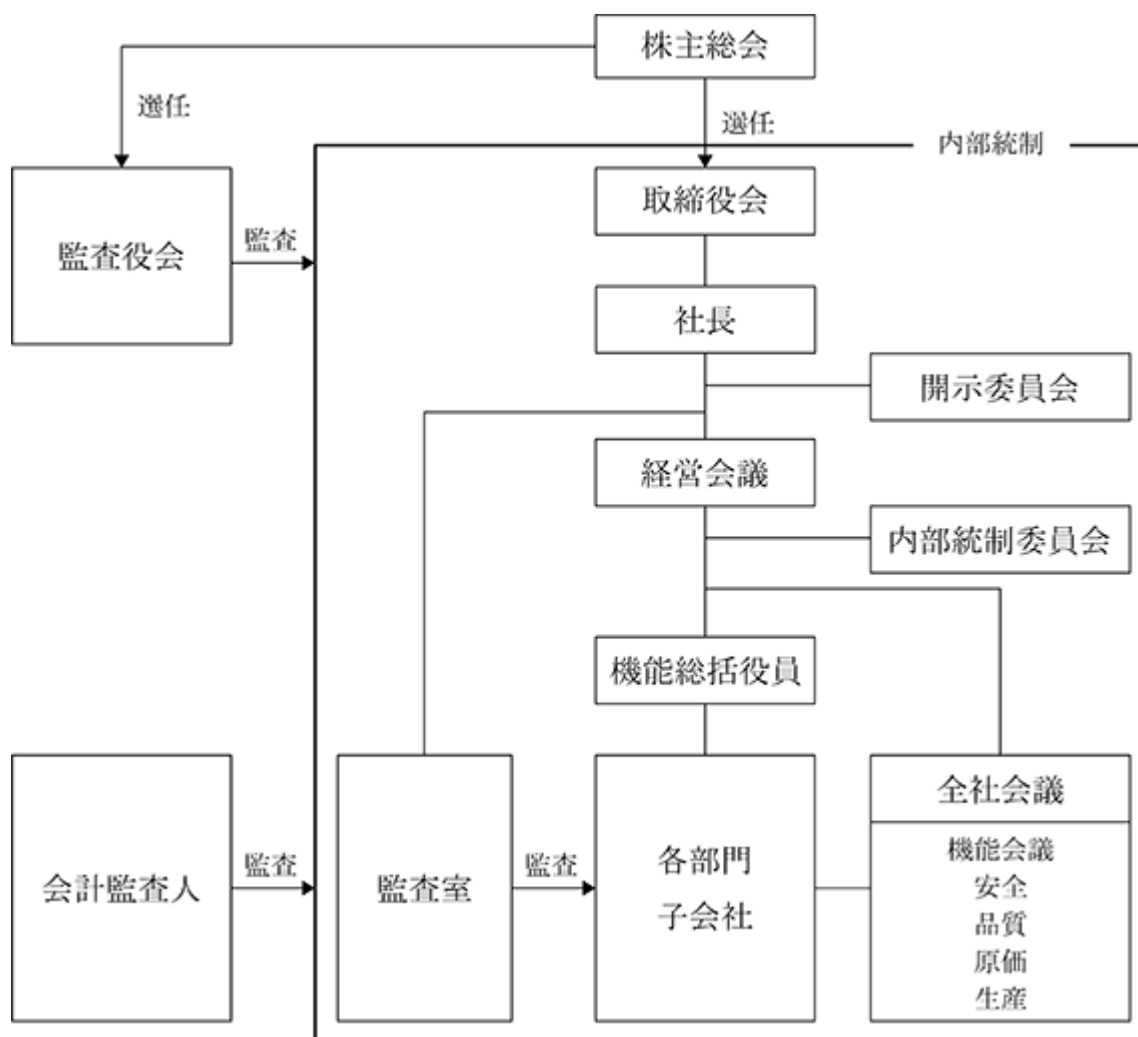 株主総会
選任
選任
内部統制
監査役会
監査
取締役会
社長
開示委員会
経営会議
内部統制委員会
機能総括役員
会計監査人
監査
監査室
監査
各部門
子会社
全社会議
機能会議
安全
品質
原価
生産